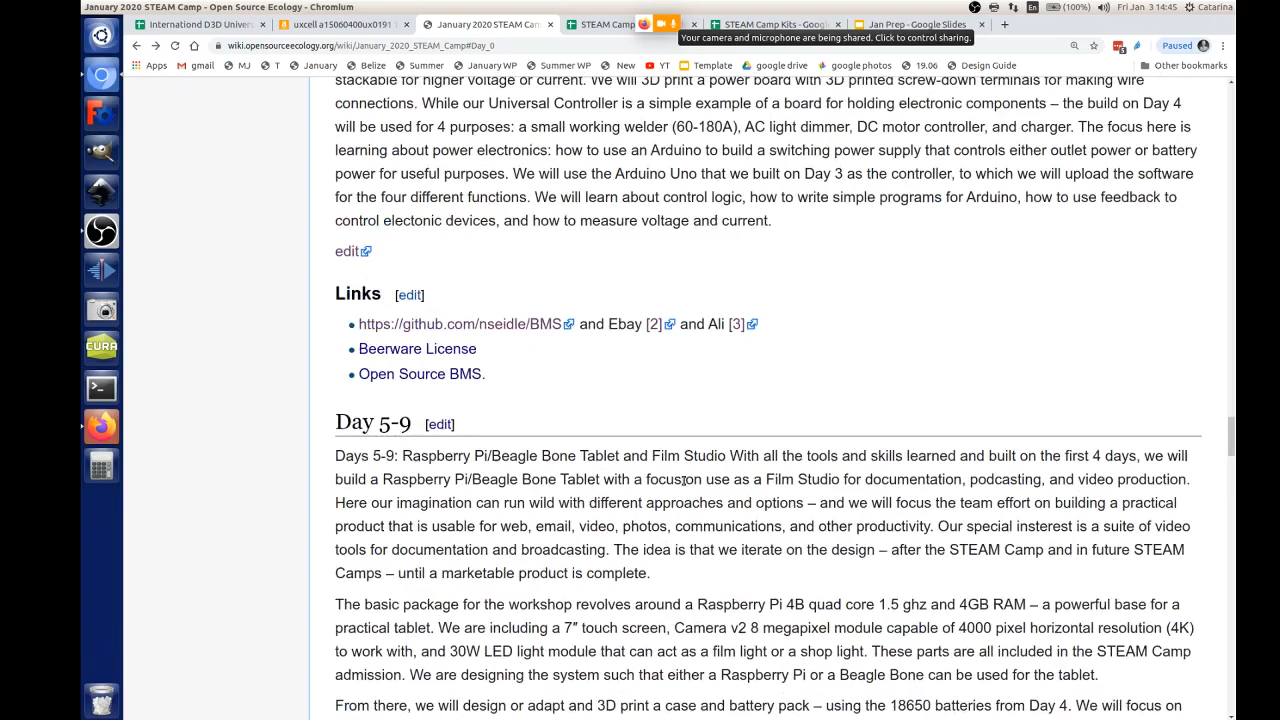 January 2020 STEAM Camp - Open Source Ecology - Chromium
En (100%) Fri Jan 3 14:45 Catarina
Internationd D3D Univers uxcell a15060400ux0191 January 2020 STEAM Cam STEAM Camp STEAM Camp Kits - Googl Jan Prep - Google Slides
Your camera and microphone are being shared. Click to control sharing.
wiki.opensourceecology.org/wiki/January_2020_STEAM_Camp#Day_0 Paused
Apps gmail MJ T January Belize Summer January WP Summer WP News YT Template google drive google photos 19.06 Design Guide Other bookmarks
stackable for higher voltage or current. We will 3D print a power board with 3D printed screw-down terminals for making wire
connections. While our Universal Controller is a simple example of a board for holding electronic components – the build on Day 4
will be used for 4 purposes: a small working welder (60-180A), AC light dimmer, DC motor controller, and charger. The focus here is
learning about power electronics: how to use an Arduino to build a switching power supply that controls either outlet power or battery
power for useful purposes. We will use the Arduino Uno that we built on Day 3 as the controller, to which we will upload the software
for the four different functions. We will learn about control logic, how to write simple programs for Arduino, how to use feedback to
control electonic devices, and how to measure voltage and current.
edit
Links [edit]
• https://github.com/nseidle/BMS and Ebay [2] and Ali [3]
• Beerware License
• Open Source BMS.
Day 5-9 [edit]
Days 5-9: Raspberry Pi/Beagle Bone Tablet and Film Studio With all the tools and skills learned and built on the first 4 days, we will
build a Raspberry Pi/Beagle Bone Tablet with a focus on use as a Film Studio for documentation, podcasting, and video production.
Here our imagination can run wild with different approaches and options – and we will focus the team effort on building a practical
product that is usable for web, email, video, photos, communications, and other productivity. Our special insterest is a suite of video
tools for documentation and broadcasting. The idea is that we iterate on the design – after the STEAM Camp and in future STEAM
Camps – until a marketable product is complete.
The basic package for the workshop revolves around a Raspberry Pi 4B quad core 1.5 ghz and 4GB RAM – a powerful base for a
practical tablet. We are including a 7″ touch screen, Camera v2 8 megapixel module capable of 4000 pixel horizontal resolution (4K)
to work with, and 30W LED light module that can act as a film light or a shop light. These parts are all included in the STEAM Camp
admission. We are designing the system such that either a Raspberry Pi or a Beagle Bone can be used for the tablet.
From there, we will design or adapt and 3D print a case and battery pack – using the 18650 batteries from Day 4. We will focus on
CURA